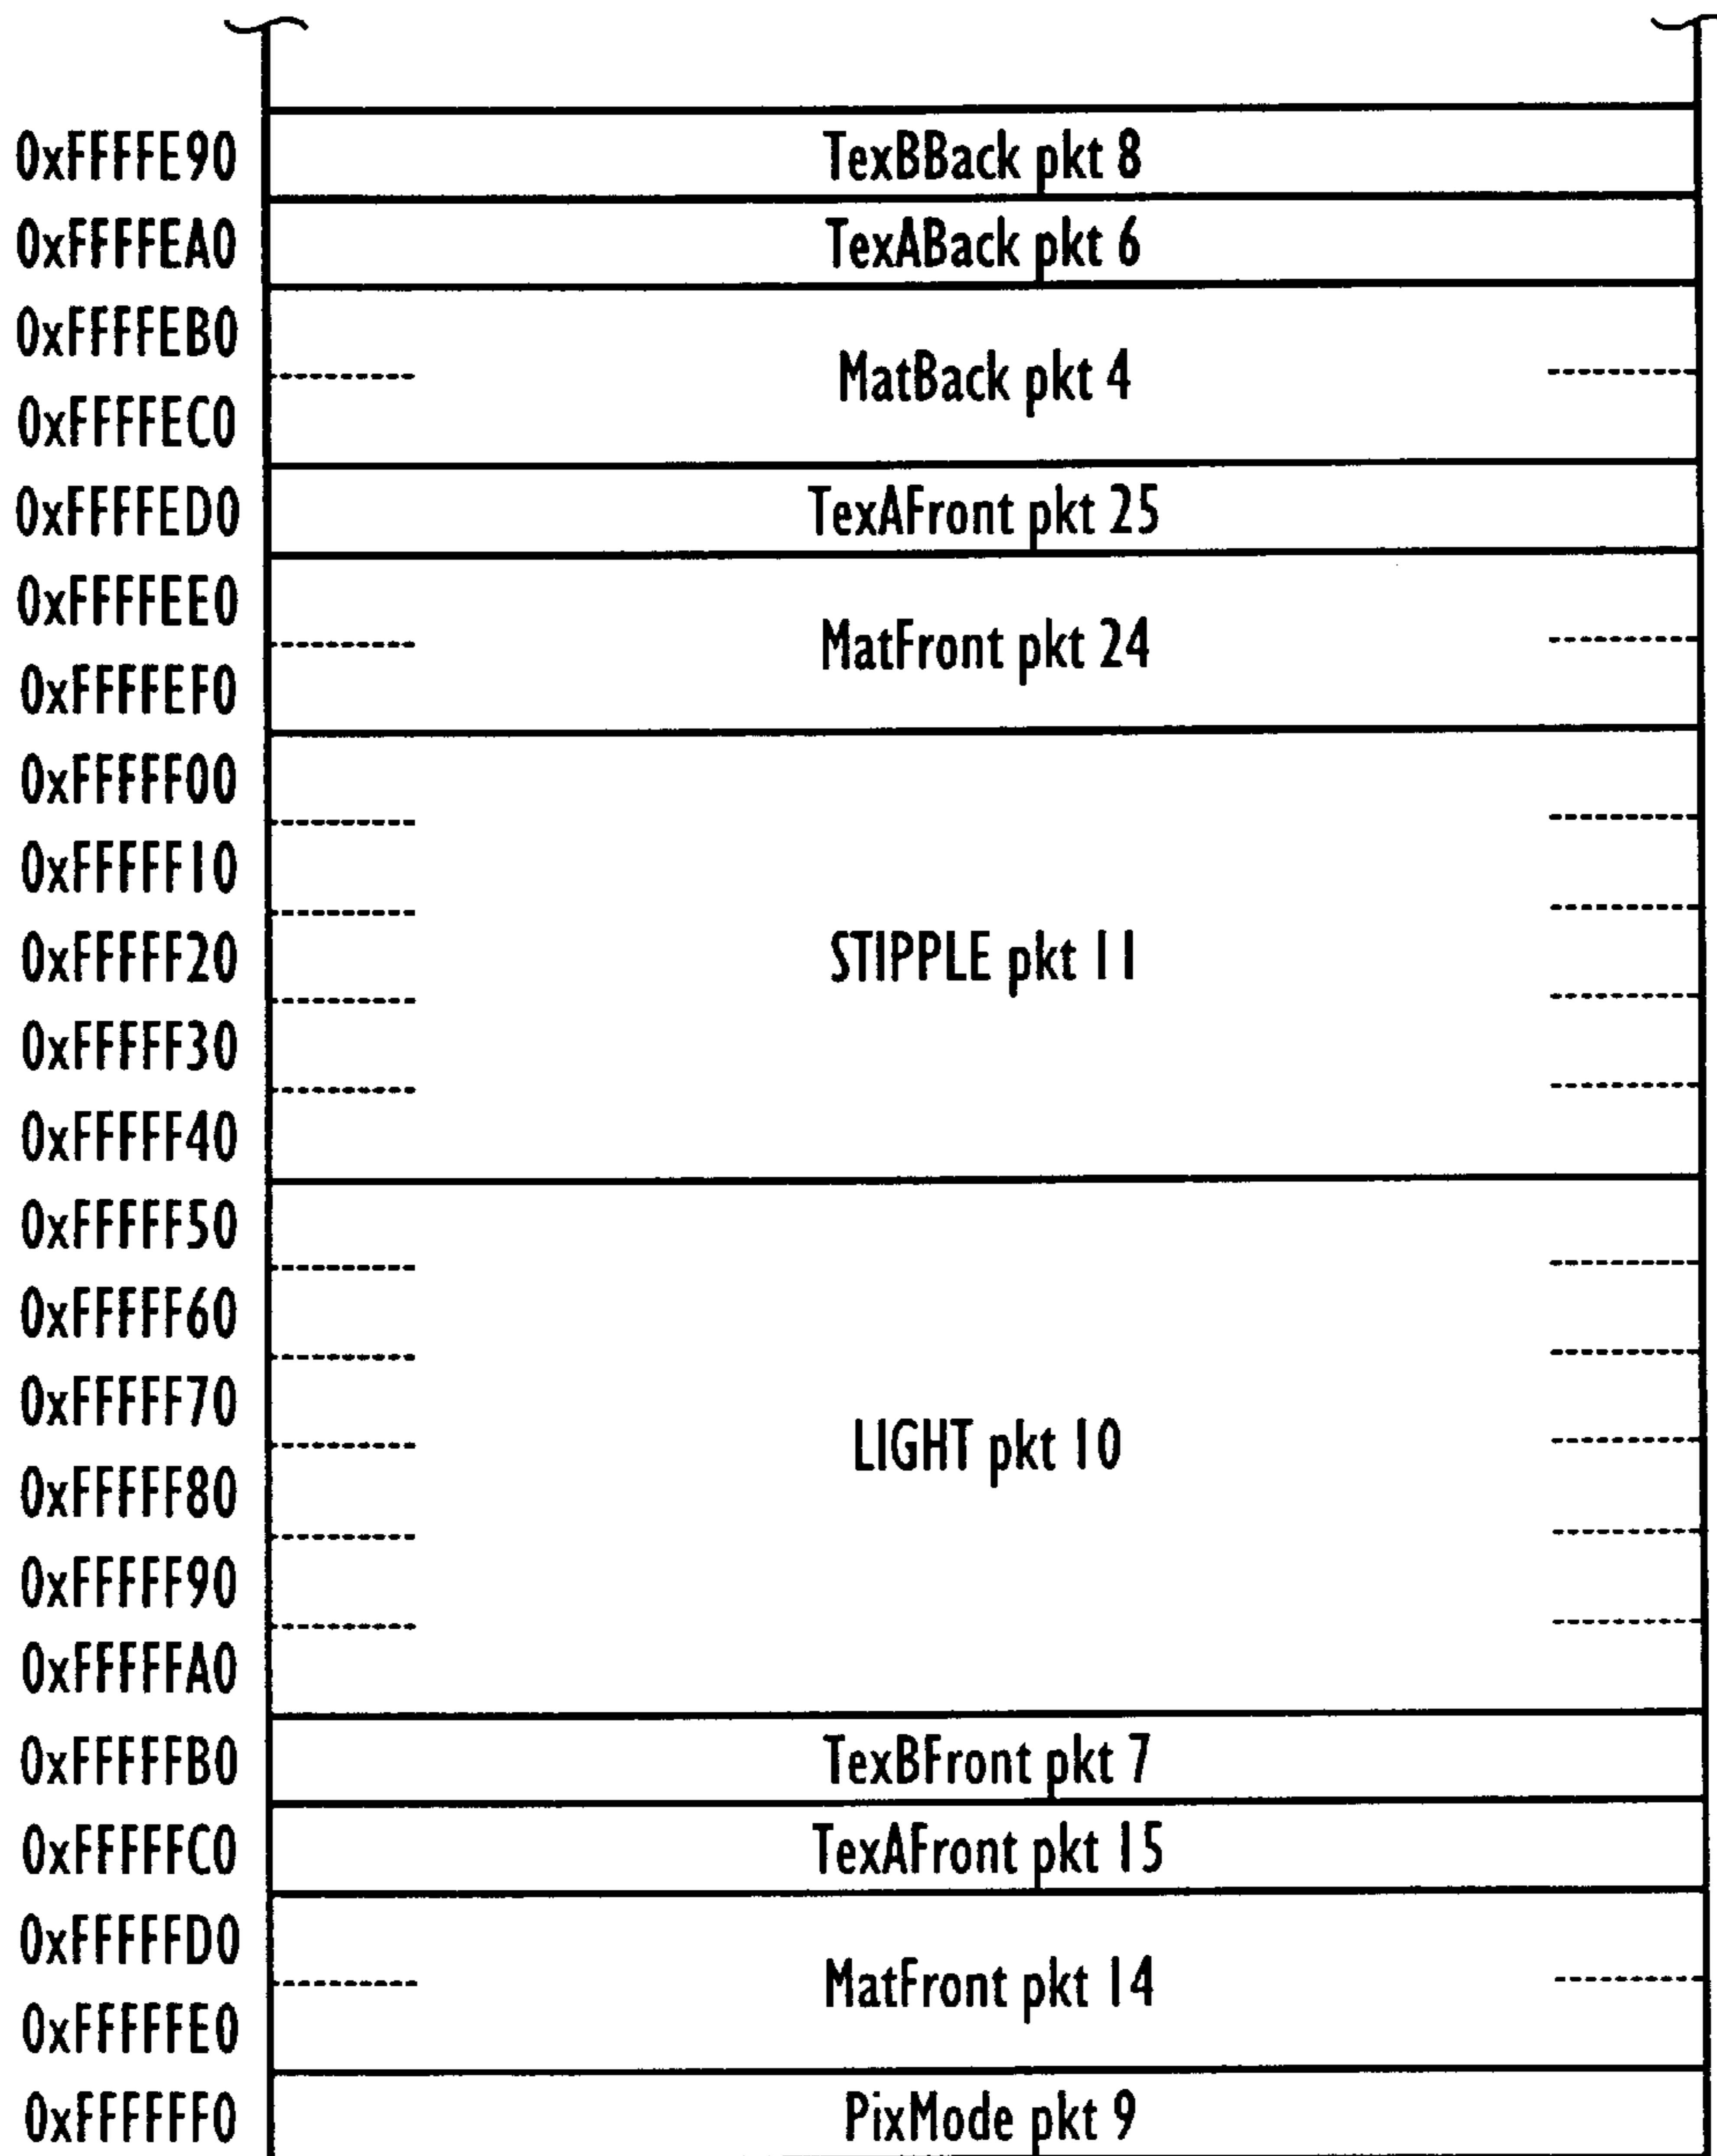 0xFFFFE90 TexBBack pkt 8
0xFFFFEA0 TexABack pkt 6
0xFFFFEB0
MatBack pkt 4
0xFFFFEC0
0xFFFFED0 TexAFront pkt 25
0xFFFFEE0
MatFront pkt 24
0xFFFFEF0
0xFFFFF00
0xFFFFF10
0xFFFFF20 STIPPLE pkt 11
0xFFFFF30
0xFFFFF40
0xFFFFF50
0xFFFFF60
0xFFFFF70
LIGHT pkt 10
0xFFFFF80
0xFFFFF90
0xFFFFFA0
0xFFFFFB0 TexBFront pkt 7
0xFFFFFC0 TexAFront pkt 15
0xFFFFFD0
MatFront pkt 14
0xFFFFFE0
0xFFFFFF0 PixMode pkt 9